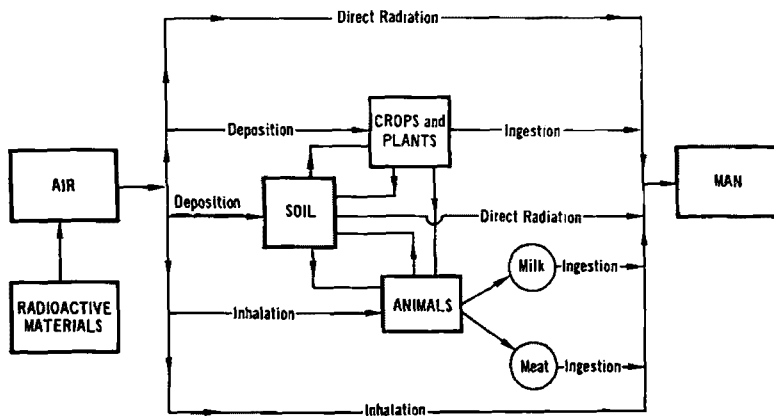 Direct Radiation
CROPS and
PLANTS
Deposition
Ingestion
AIR
MAN
Deposition
SOIL
Direct Radiation
Milk
Ingestion
RADIOACTIVE
MATERIALS
Inhalation
ANIMALS
Meat
Ingestion
Inhalation